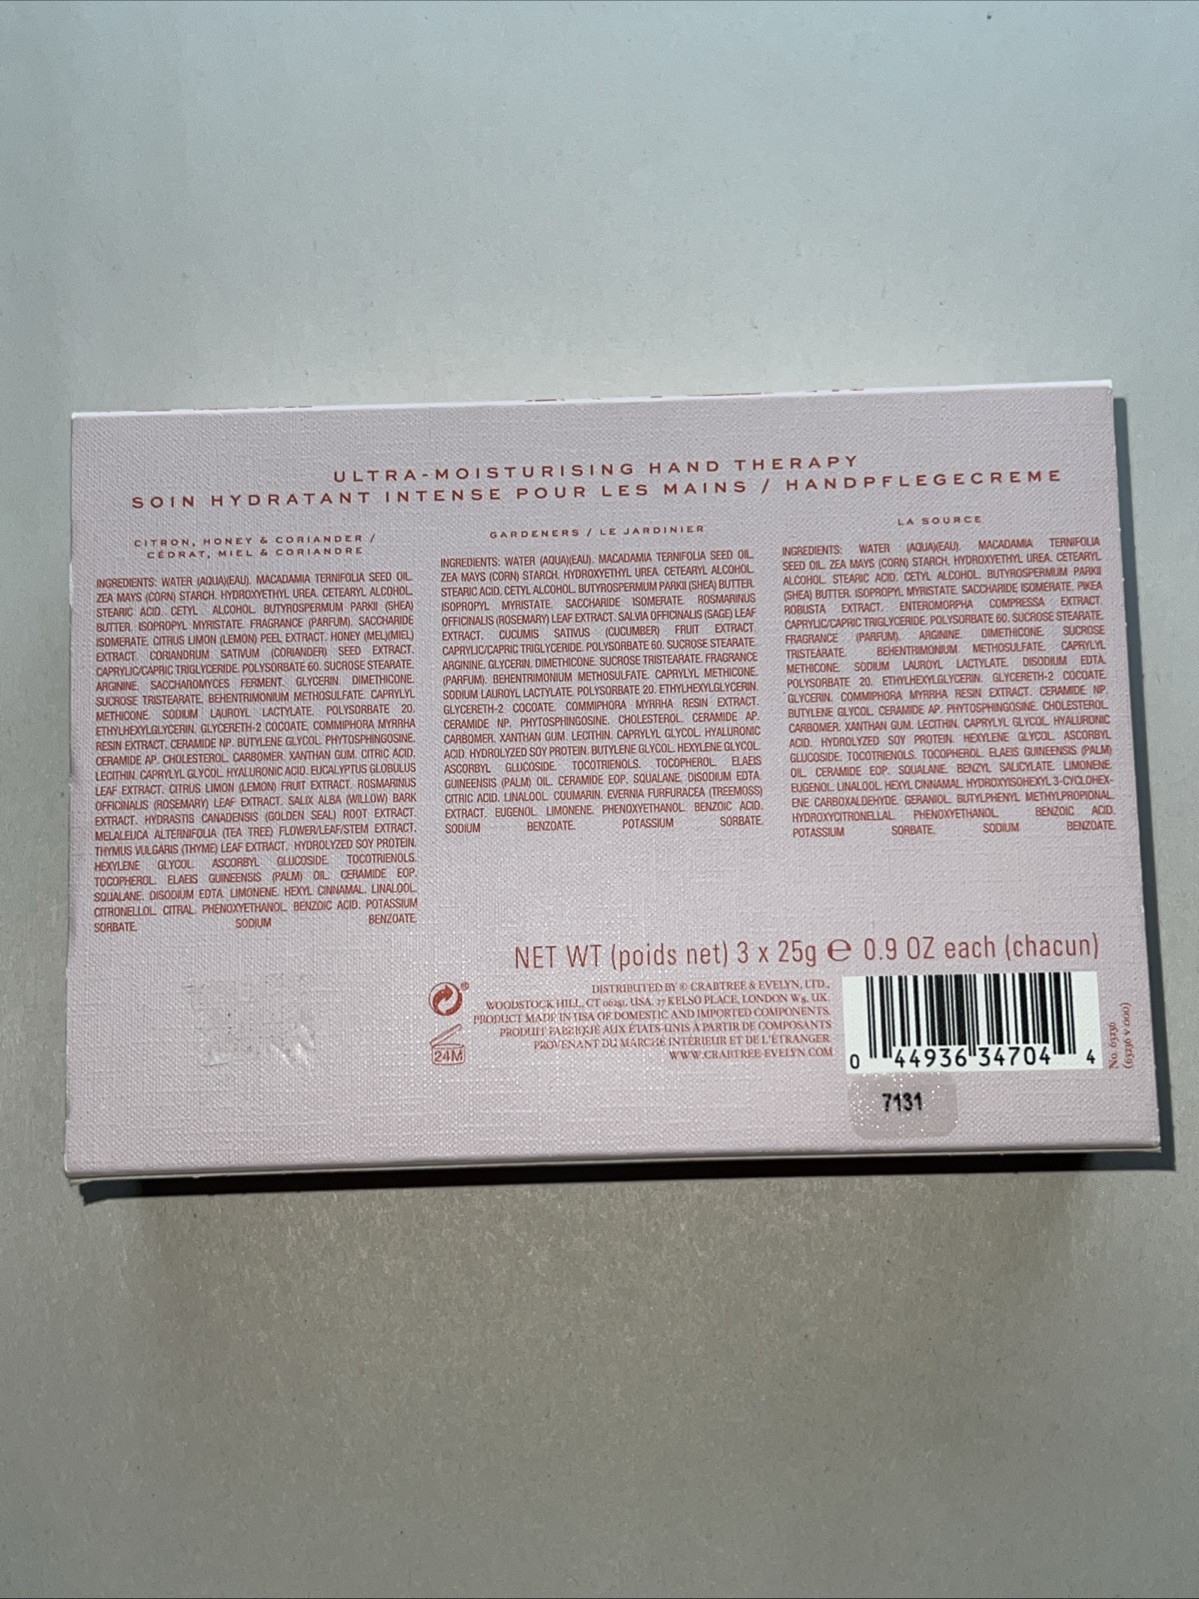 ULTRA-MOISTURISING HAND THERAPY
SOIN HYDRATANT INTENSE POUR LES MAINS / HANDPFLEGECREME
CITRON, HONEY & CORIANDER /
CÉDRAT, MIEL & CORIANDRE
INGREDIENTS: WATER (AQUA)(EAU). MACADAMIA TERNIFOLIA SEED OIL.
ZEA MAYS (CORN) STARCH. HYDROXYETHYL UREA. CETEARYL ALCOHOL.
STEARIC ACID. CETYL ALCOHOL. BUTYROSPERMUM PARKII (SHEA)
BUTTER. ISOPROPYL MYRISTATE. FRAGRANCE (PARFUM). SACCHARIDE
ISOMERATE. CITRUS LIMON (LEMON) PEEL EXTRACT. HONEY (MEL)(MIEL)
EXTRACT. CORIANDRUM SATIVUM (CORIANDER) SEED EXTRACT.
CAPRYLIC/CAPRIC TRIGLYCERIDE. POLYSORBATE 60. SUCROSE STEARATE.
ARGININE. SACCHAROMYCES FERMENT. GLYCERIN. DIMETHICONE.
SUCROSE TRISTEARATE. BEHENTRIMONIUM METHOSULFATE. CAPRYLYL
METHICONE. SODIUM LAUROYL LACTYLATE. POLYSORBATE 20.
ETHYLHEXYLGLYCERIN. GLYCERETH-2 COCOATE. COMMIPHORA MYRRHA
RESIN EXTRACT. CERAMIDE NP. BUTYLENE GLYCOL. PHYTOSPHINGOSINE.
CERAMIDE AP. CHOLESTEROL. CARBOMER. XANTHAN GUM. CITRIC ACID.
LECITHIN. CAPRYLYL GLYCOL. HYALURONIC ACID. EUCALYPTUS GLOBULUS
LEAF EXTRACT. CITRUS LIMON (LEMON) FRUIT EXTRACT. ROSMARINUS
OFFICINALIS (ROSEMARY) LEAF EXTRACT. SALIX ALBA (WILLOW) BARK
EXTRACT. HYDRASTIS CANADENSIS (GOLDEN SEAL) ROOT EXTRACT.
MELALEUCA ALTERNIFOLIA (TEA TREE) FLOWER/LEAF/STEM EXTRACT.
THYMUS VULGARIS (THYME) LEAF EXTRACT. HYDROLYZED SOY PROTEIN.
HEXYLENE GLYCOL. ASCORBYL GLUCOSIDE. TOCOTRIENOLS.
TOCOPHEROL. ELAEIS GUINEENSIS (PALM) OIL. CERAMIDE EOP.
SQUALANE. DISODIUM EDTA. LIMONENE. HEXYL CINNAMAL. LINALOOL.
CITRONELLOL. CITRAL. PHENOXYETHANOL. BENZOIC ACID. POTASSIUM
SORBATE. SODIUM BENZOATE.
GARDENERS / LE JARDINIER
INGREDIENTS: WATER (AQUA)(EAU). MACADAMIA TERNIFOLIA SEED OIL.
ZEA MAYS (CORN) STARCH. HYDROXYETHYL UREA. CETEARYL ALCOHOL.
STEARIC ACID. CETYL ALCOHOL. BUTYROSPERMUM PARKII (SHEA) BUTTER.
ISOPROPYL MYRISTATE. SACCHARIDE ISOMERATE. ROSMARINUS
OFFICINALIS (ROSEMARY) LEAF EXTRACT. SALVIA OFFICINALIS (SAGE) LEAF
EXTRACT. CUCUMIS SATIVUS (CUCUMBER) FRUIT EXTRACT.
CAPRYLIC/CAPRIC TRIGLYCERIDE. POLYSORBATE 60. SUCROSE STEARATE.
ARGININE. GLYCERIN. DIMETHICONE. SUCROSE TRISTEARATE. FRAGRANCE
(PARFUM). BEHENTRIMONIUM METHOSULFATE. CAPRYLYL METHICONE.
SODIUM LAUROYL LACTYLATE. POLYSORBATE 20. ETHYLHEXYLGLYCERIN.
GLYCERETH-2 COCOATE. COMMIPHORA MYRRHA RESIN EXTRACT.
CERAMIDE NP. PHYTOSPHINGOSINE. CHOLESTEROL. CERAMIDE AP.
CARBOMER. XANTHAN GUM. LECITHIN. CAPRYLYL GLYCOL. HYALURONIC
ACID. HYDROLYZED SOY PROTEIN. BUTYLENE GLYCOL. HEXYLENE GLYCOL.
ASCORBYL GLUCOSIDE. TOCOTRIENOLS. TOCOPHEROL. ELAEIS
GUINEENSIS (PALM) OIL. CERAMIDE EOP. SQUALANE. DISODIUM EDTA.
CITRIC ACID. LINALOOL. COUMARIN. EVERNIA FURFURACEA (TREEMOSS)
EXTRACT. EUGENOL. LIMONENE. PHENOXYETHANOL. BENZOIC ACID.
SODIUM BENZOATE. POTASSIUM SORBATE.
LA SOURCE
INGREDIENTS: WATER (AQUA)(EAU). MACADAMIA TERNIFOLIA
SEED OIL. ZEA MAYS (CORN) STARCH. HYDROXYETHYL UREA. CETEARYL
ALCOHOL. STEARIC ACID. CETYL ALCOHOL. BUTYROSPERMUM PARKII
(SHEA) BUTTER. ISOPROPYL MYRISTATE. SACCHARIDE ISOMERATE. PIKEA
ROBUSTA EXTRACT. ENTEROMORPHA COMPRESSA EXTRACT.
CAPRYLIC/CAPRIC TRIGLYCERIDE. POLYSORBATE 60. SUCROSE STEARATE.
FRAGRANCE (PARFUM). ARGININE. DIMETHICONE. SUCROSE
TRISTEARATE. BEHENTRIMONIUM METHOSULFATE. CAPRYLYL
METHICONE. SODIUM LAUROYL LACTYLATE. DISODIUM EDTA.
POLYSORBATE 20. ETHYLHEXYLGLYCERIN. GLYCERETH-2 COCOATE.
GLYCERIN. COMMIPHORA MYRRHA RESIN EXTRACT. CERAMIDE NP.
BUTYLENE GLYCOL. CERAMIDE AP. PHYTOSPHINGOSINE. CHOLESTEROL.
CARBOMER. XANTHAN GUM. LECITHIN. CAPRYLYL GLYCOL. HYALURONIC
ACID. HYDROLYZED SOY PROTEIN. HEXYLENE GLYCOL. ASCORBYL
GLUCOSIDE. TOCOTRIENOLS. TOCOPHEROL. ELAEIS GUINEENSIS (PALM)
OIL. CERAMIDE EOP. SQUALANE. BENZYL SALICYLATE. LIMONENE.
EUGENOL. LINALOOL. HEXYL CINNAMAL. HYDROXYISOHEXYL 3-CYCLOHEX-
ENE CARBOXALDEHYDE. GERANIOL. BUTYLPHENYL METHYLPROPIONAL.
HYDROXYCITRONELLAL. PHENOXYETHANOL. BENZOIC ACID.
POTASSIUM SORBATE. SODIUM BENZOATE.
NET WT (poids net) 3 x 25g ℮ 0.9 OZ each (chacun)
DISTRIBUTED BY © CRABTREE & EVELYN, LTD.,
WOODSTOCK HILL, CT 06281, USA. 27 KELSO PLACE, LONDON W8, UK.
PRODUCT MADE IN USA OF DOMESTIC AND IMPORTED COMPONENTS.
PRODUIT FABRIQUÉ AUX ÉTATS-UNIS À PARTIR DE COMPOSANTS
PROVENANT DU MARCHÉ INTÉRIEUR ET DE L'ÉTRANGER.
WWW.CRABTREE-EVELYN.COM
24M
0 44936 34704 4
No. 65236
(65236 v 000)
7131